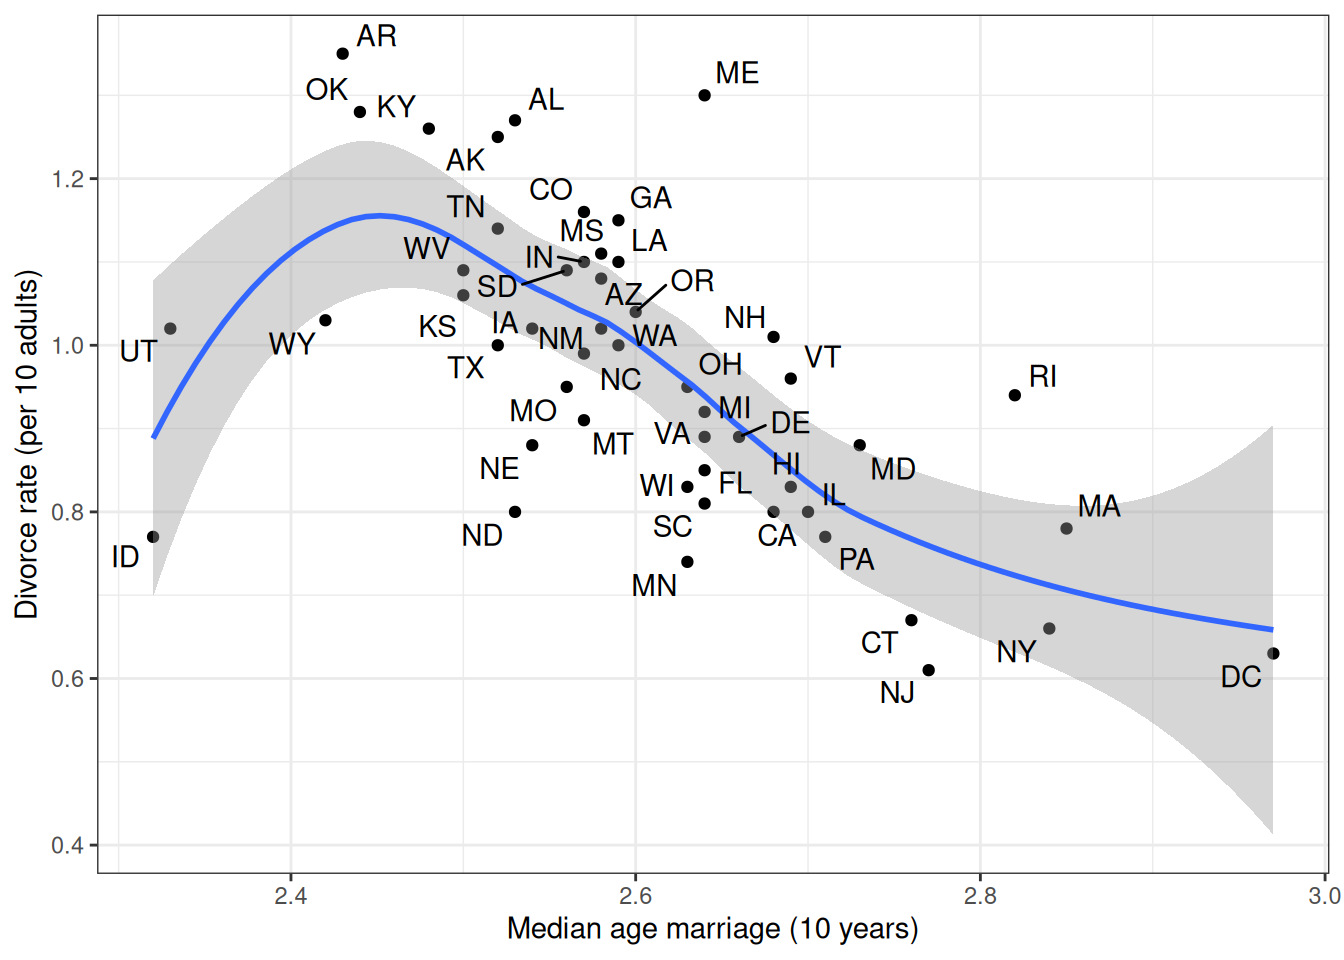 AR
ME
OK
KY
AL
AK
1.2
CO
GA
TN
MS
LA
WV
IN
SD
OR
AZ
NH
KS
IA
NM
WA
1.0
UT
WY
TX
OH
VT
NC
RI
MO
MI
DE
VA
MT
NE
HI
MD
WI
FL
IL
0.8
MA
ND
SC
CA
ID
PA
MN
CT
NY
0.6
DC
NJ
0.4
Divorce rate (per 10 adults)
2.4
2.6
2.8
3.0
Median age marriage (10 years)